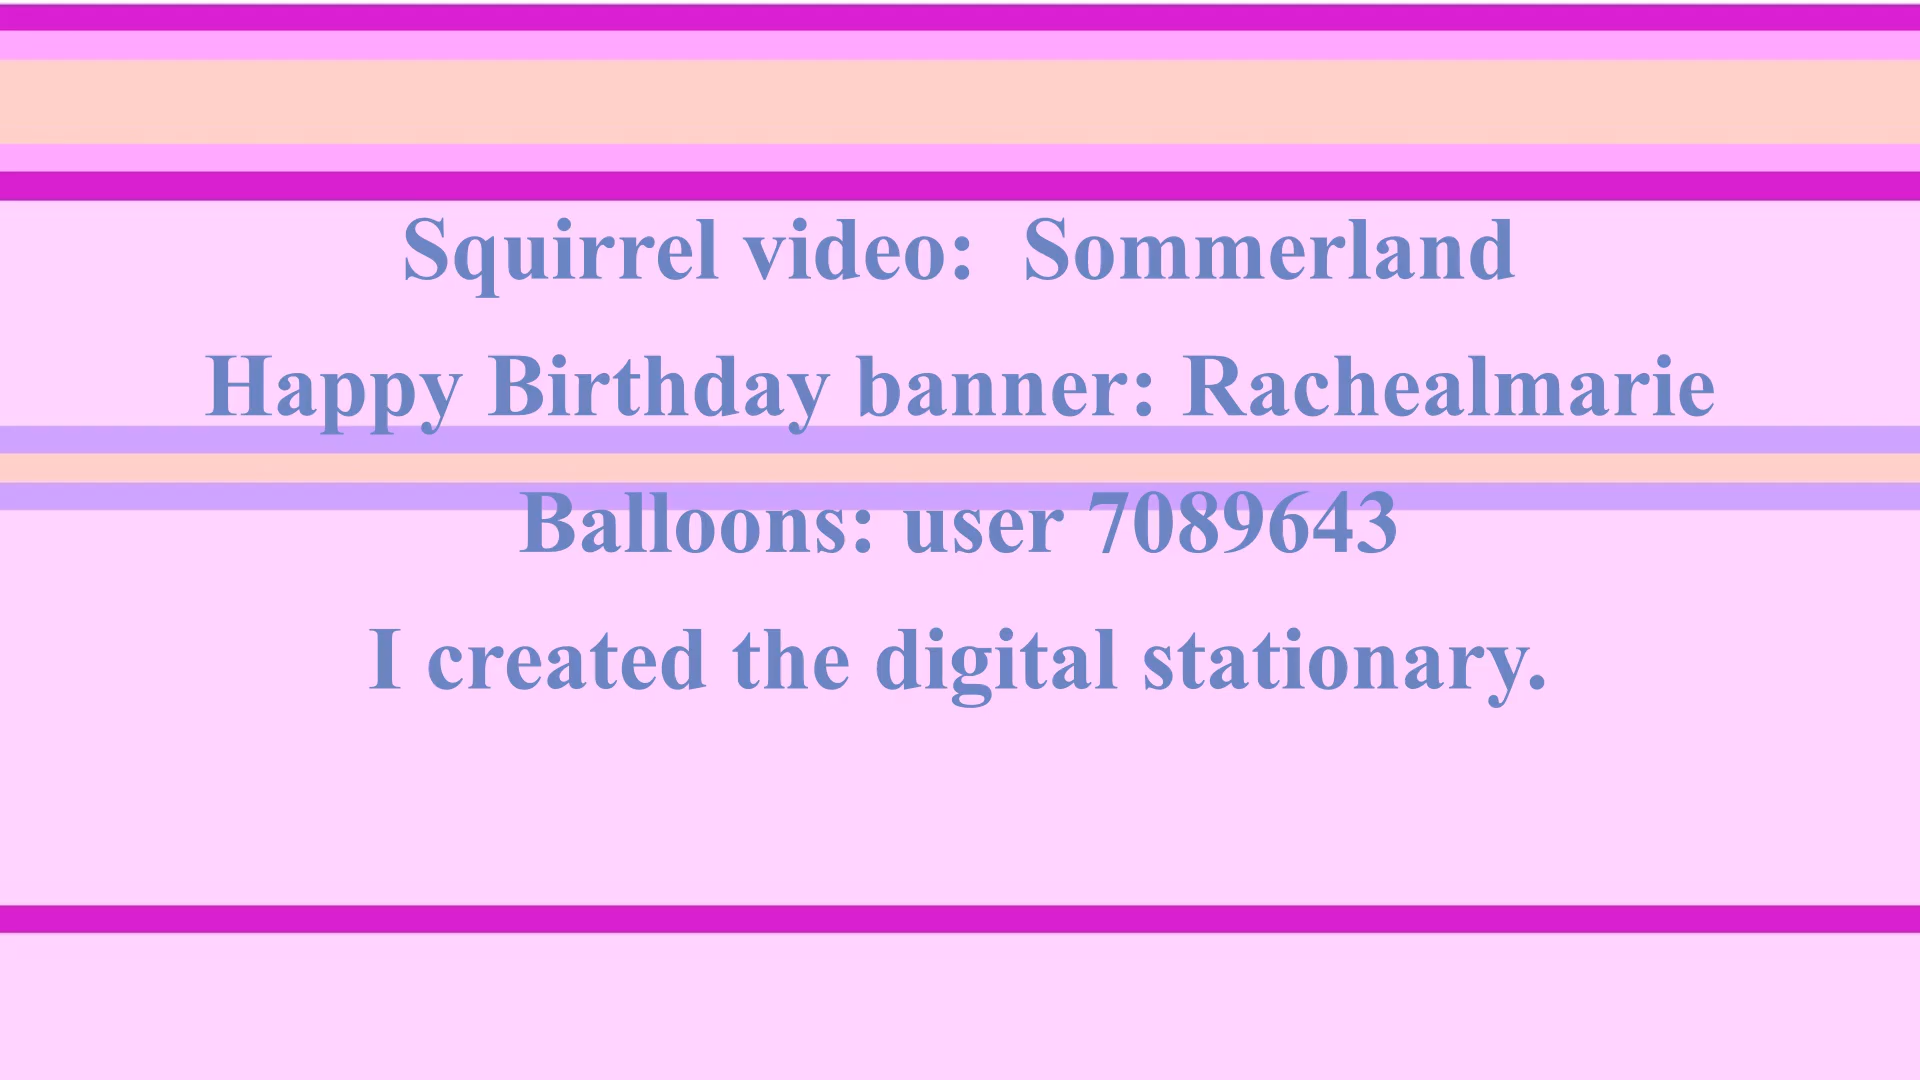 Squirrel video:  Sommerland
Happy Birthday banner: Rachealmarie
Balloons: user 7089643
I created the digital stationary.